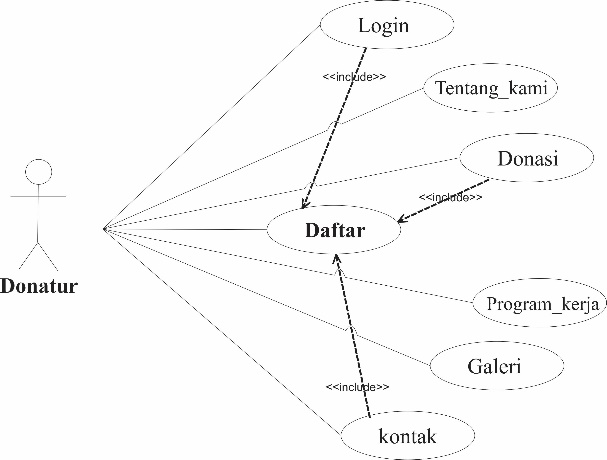 Login
<<include>>
Tentang_kami
Donasi
<<include>>
Daftar
Donatur
Program_kerja
Galeri
<<include>>
kontak